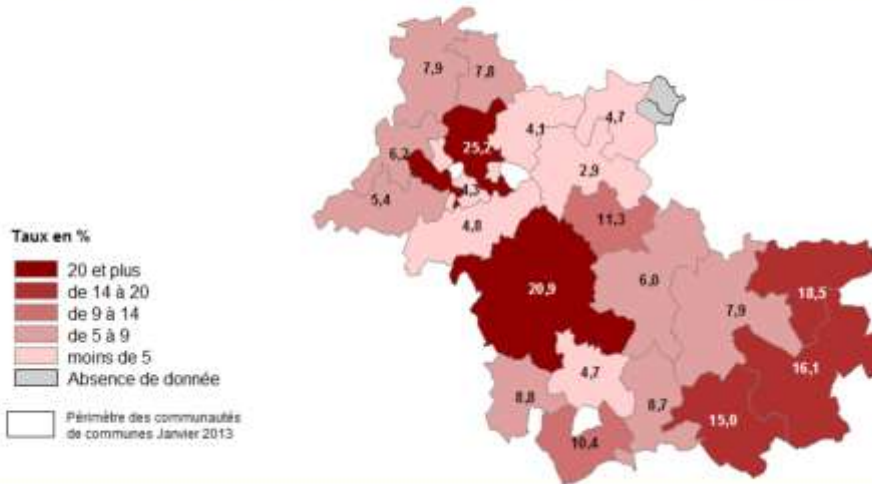 7,9
7,8
4,7
4,1
25,2
6,2
2,9
4,3
5,4
4,8
11,3
Taux en %
20 et plus
de 14 à 20
de 9 à 14
de 5 à 9
moins de 5
Absence de donnée
Périmètre des communautés
de communes Janvier 2013
20,9
6,8
7,9
18,5
16,1
4,7
8,8
8,7
15,0
10,4